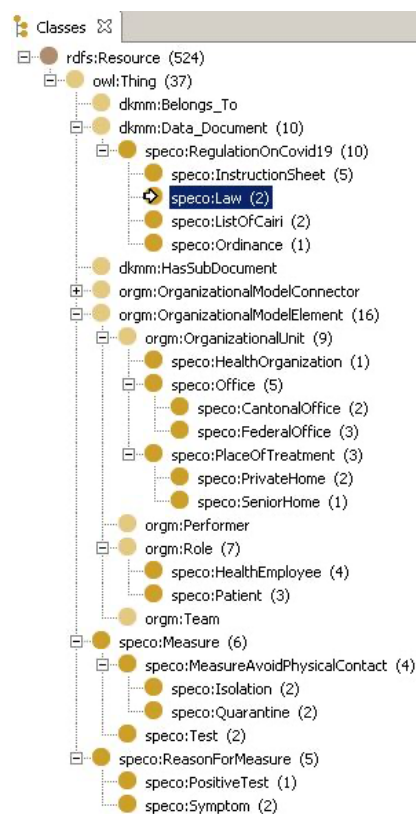 Classes
rdfs:Resource (524)
owl:Thing (37)
dkmm:Belongs_To
dkmm:Data_Document (10)
speco:RegulationOnCovid19 (10)
speco:InstructionSheet (5)
speco:Law (2)
speco:ListOfCairi (2)
speco:Ordinance (1)
dkmm:HasSubDocument
orgm:OrganizationalModelConnector
orgm:OrganizationalModelElement (16)
orgm:OrganizationalUnit (9)
speco:HealthOrganization (1)
speco:Office (5)
speco:CantonalOffice (2)
speco:FederalOffice (3)
speco:PlaceOfTreatment (3)
speco:PrivateHome (2)
speco:SeniorHome (1)
orgm:Performer
orgm:Role (7)
speco:HealthEmployee (4)
speco:Patient (3)
orgm:Team
speco:Measure (6)
speco:MeasureAvoidPhysicalContact (4)
speco:Isolation (2)
speco:Quarantine (2)
speco:Test (2)
speco:ReasonForMeasure (5)
speco:PositiveTest (1)
speco:Symptom (2)